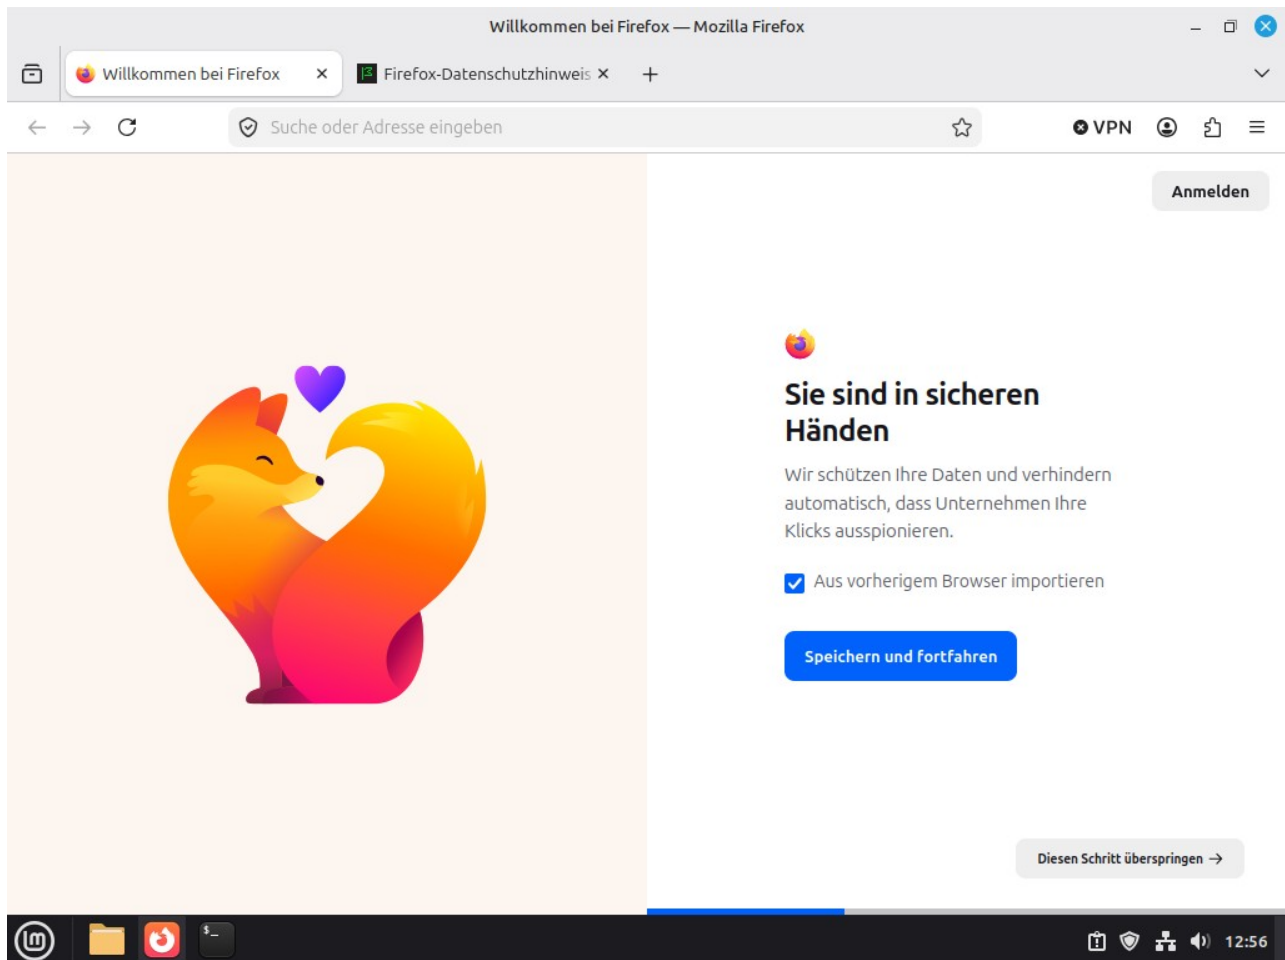 Willkommen bei Firefox — Mozilla Firefox
Willkommen bei Firefox
Firefox-Datenschutzhinweis
Suche oder Adresse eingeben
VPN
Anmelden
Sie sind in sicheren
Händen
Wir schützen Ihre Daten und verhindern
automatisch, dass Unternehmen Ihre
Klicks ausspionieren.
Aus vorherigem Browser importieren
Speichern und fortfahren
Diesen Schritt überspringen →
$_
12:56